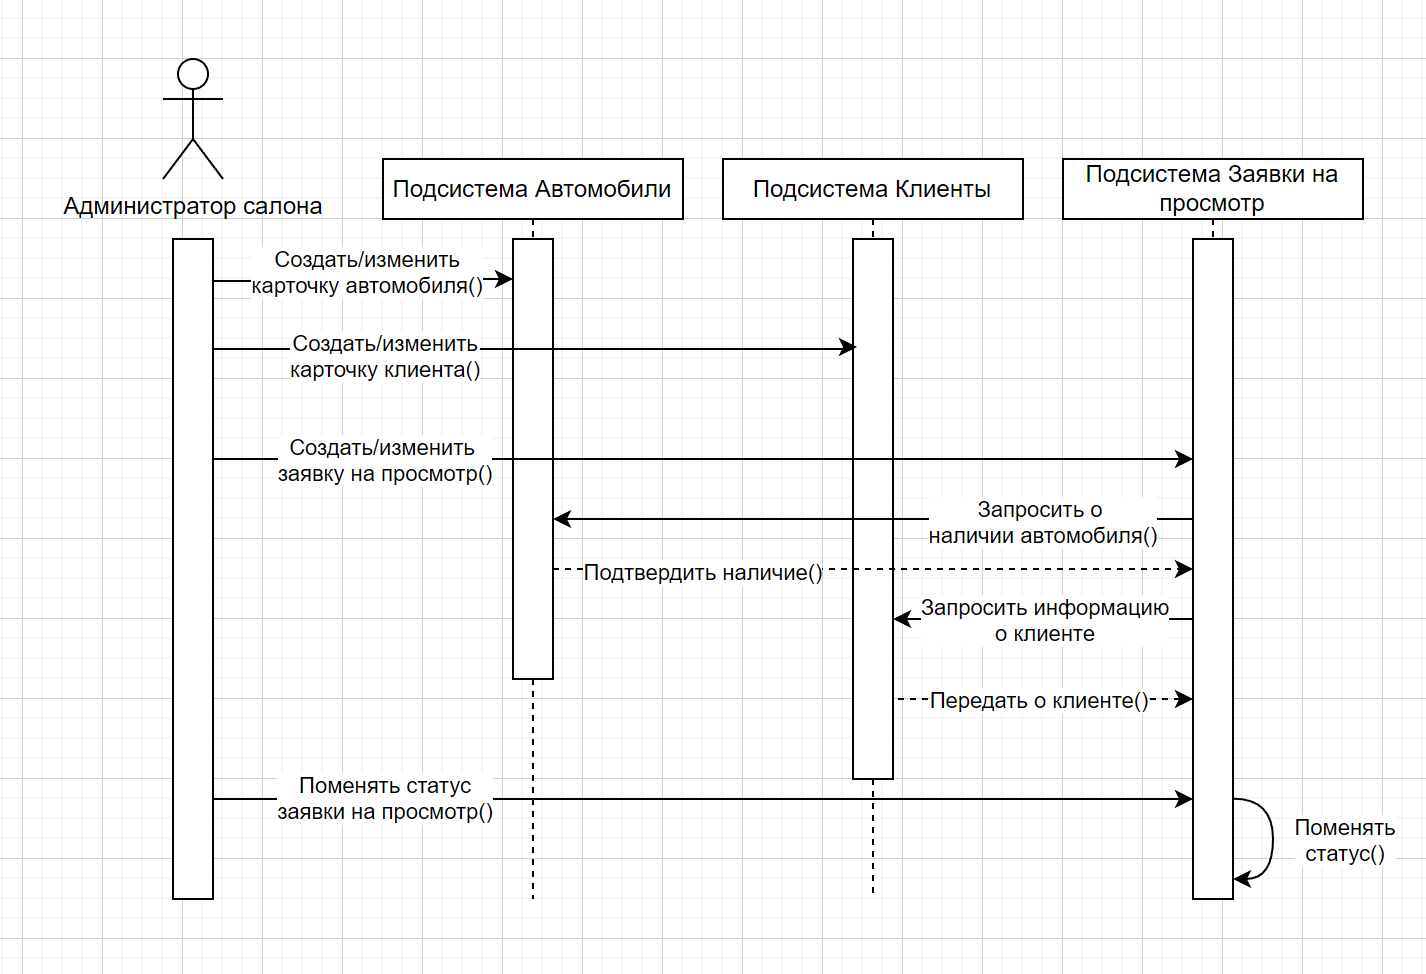 Администратор салона
Подсистема Автомобили
Подсистема Клиенты
Подсистема Заявки на
просмотр
Создать/изменить
карточку автомобиля()
Создать/изменить
карточку клиента()
Создать/изменить
заявку на просмотр()
Запросить о
наличии автомобиля()
Подтвердить наличие()
Запросить информацию
о клиенте
Передать о клиенте()
Поменять статус
заявки на просмотр()
Поменять
статус()